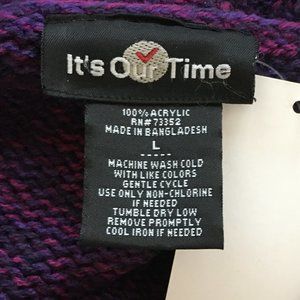 It's Our Time
100% ACRYLIC
RN# 73352
MADE IN BANGLADESH
L
MACHINE WASH COLD
WITH LIKE COLORS
GENTLE CYCLE
USE ONLY NON-CHLORINE
IF NEEDED
TUMBLE DRY LOW
REMOVE PROMPTLY
COOL IRON IF NEEDED